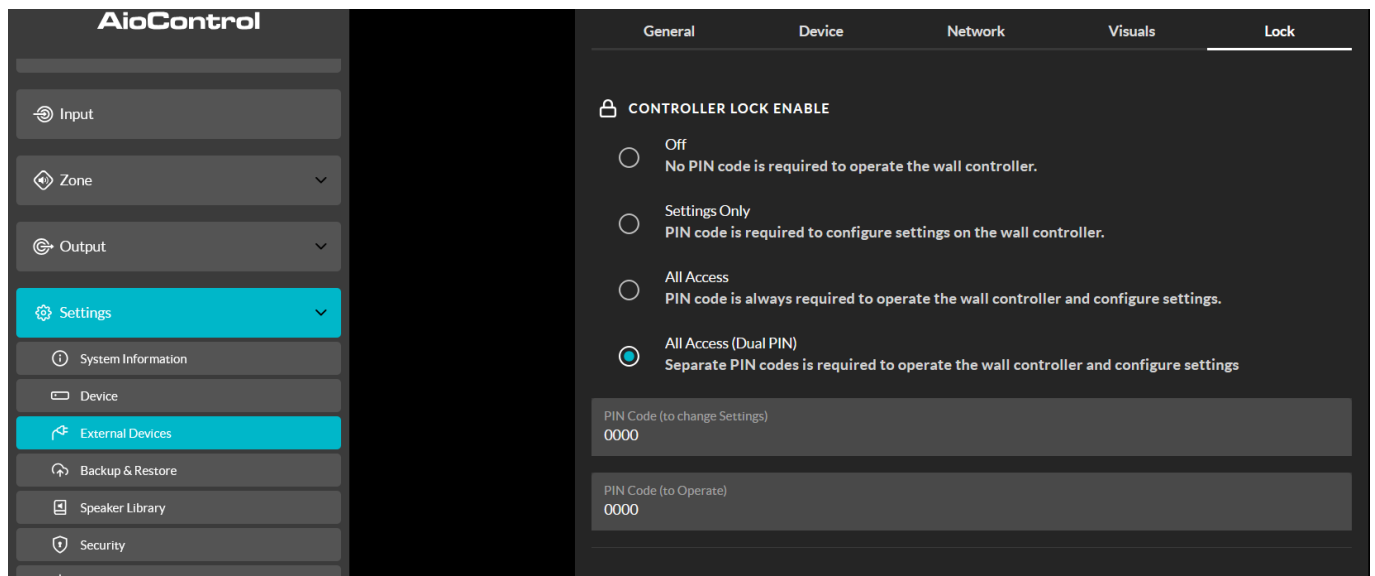 AioControl
Input
Zone
Output
Settings
System Information
Device
External Devices
Backup & Restore
Speaker Library
Security
General Device Network Visuals Lock
CONTROLLER LOCK ENABLE
Off
No PIN code is required to operate the wall controller.
Settings Only
PIN code is required to configure settings on the wall controller.
All Access
PIN code is always required to operate the wall controller and configure settings.
All Access (Dual PIN)
Separate PIN codes is required to operate the wall controller and configure settings
PIN Code (to change Settings)
0000
PIN Code (to Operate)
0000